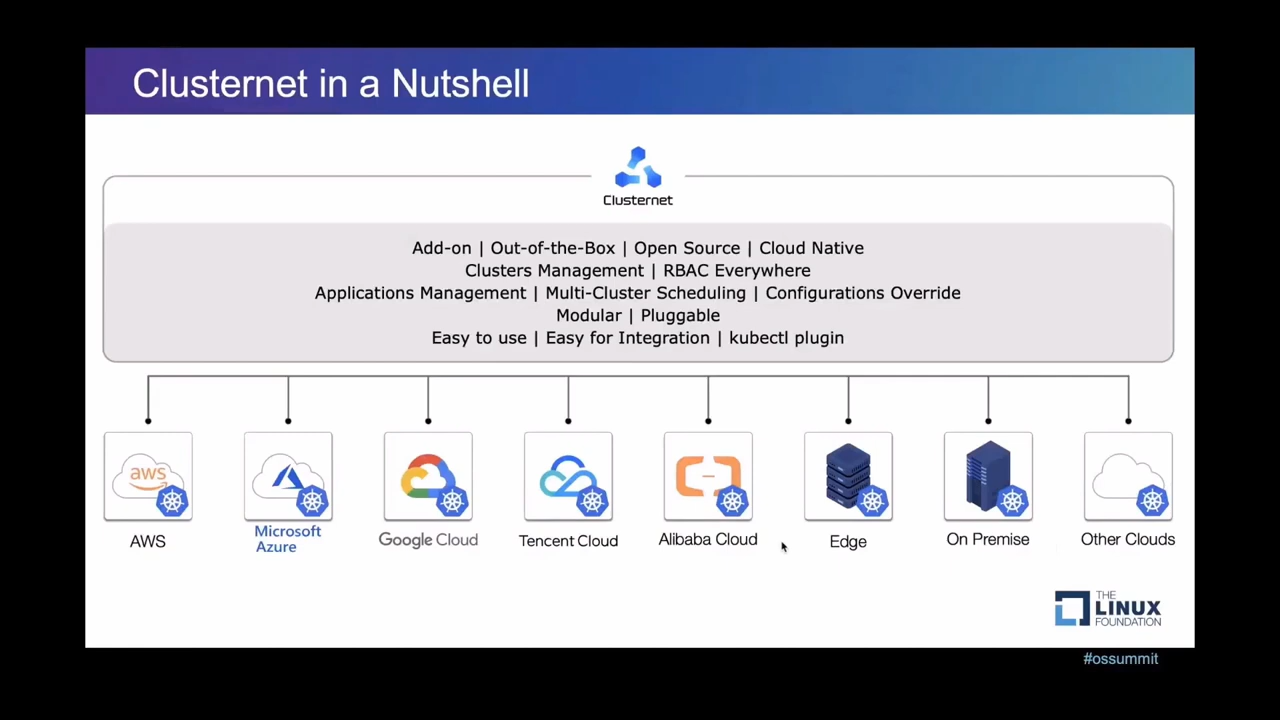 Clusternet in a Nutshell
Clusternet
Add-on | Out-of-the-Box | Open Source | Cloud Native
Clusters Management | RBAC Everywhere
Applications Management | Multi-Cluster Scheduling | Configurations Override
Modular | Pluggable
Easy to use | Easy for Integration | kubectl plugin
aws
AWS
Microsoft
Azure
Google Cloud
Tencent Cloud
Alibaba Cloud
Edge
On Premise
Other Clouds
THE
LINUX
FOUNDATION
#ossummit